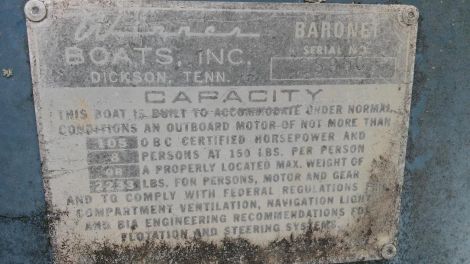 Winner BARONET
BOATS, INC. SERIAL NO.
DICKSON, TENN.
CAPACITY
THIS BOAT IS BUILT TO ACCOMMODATE UNDER NORMAL
CONDITIONS AN OUTBOARD MOTOR OF NOT MORE THAN
105 OBC CERTIFIED HORSEPOWER AND
8 PERSONS AT 150 LBS. PER PERSON
OR A PROPERLY LOCATED MAX. WEIGHT OF
2233 LBS. FOR PERSONS, MOTOR AND GEAR
AND TO COMPLY WITH FEDERAL REGULATIONS
COMPARTMENT VENTILATION, NAVIGATION LIGHT
AND BIA ENGINEERING RECOMMENDATIONS FOR
FLOTATION AND STEERING SYSTEMS.